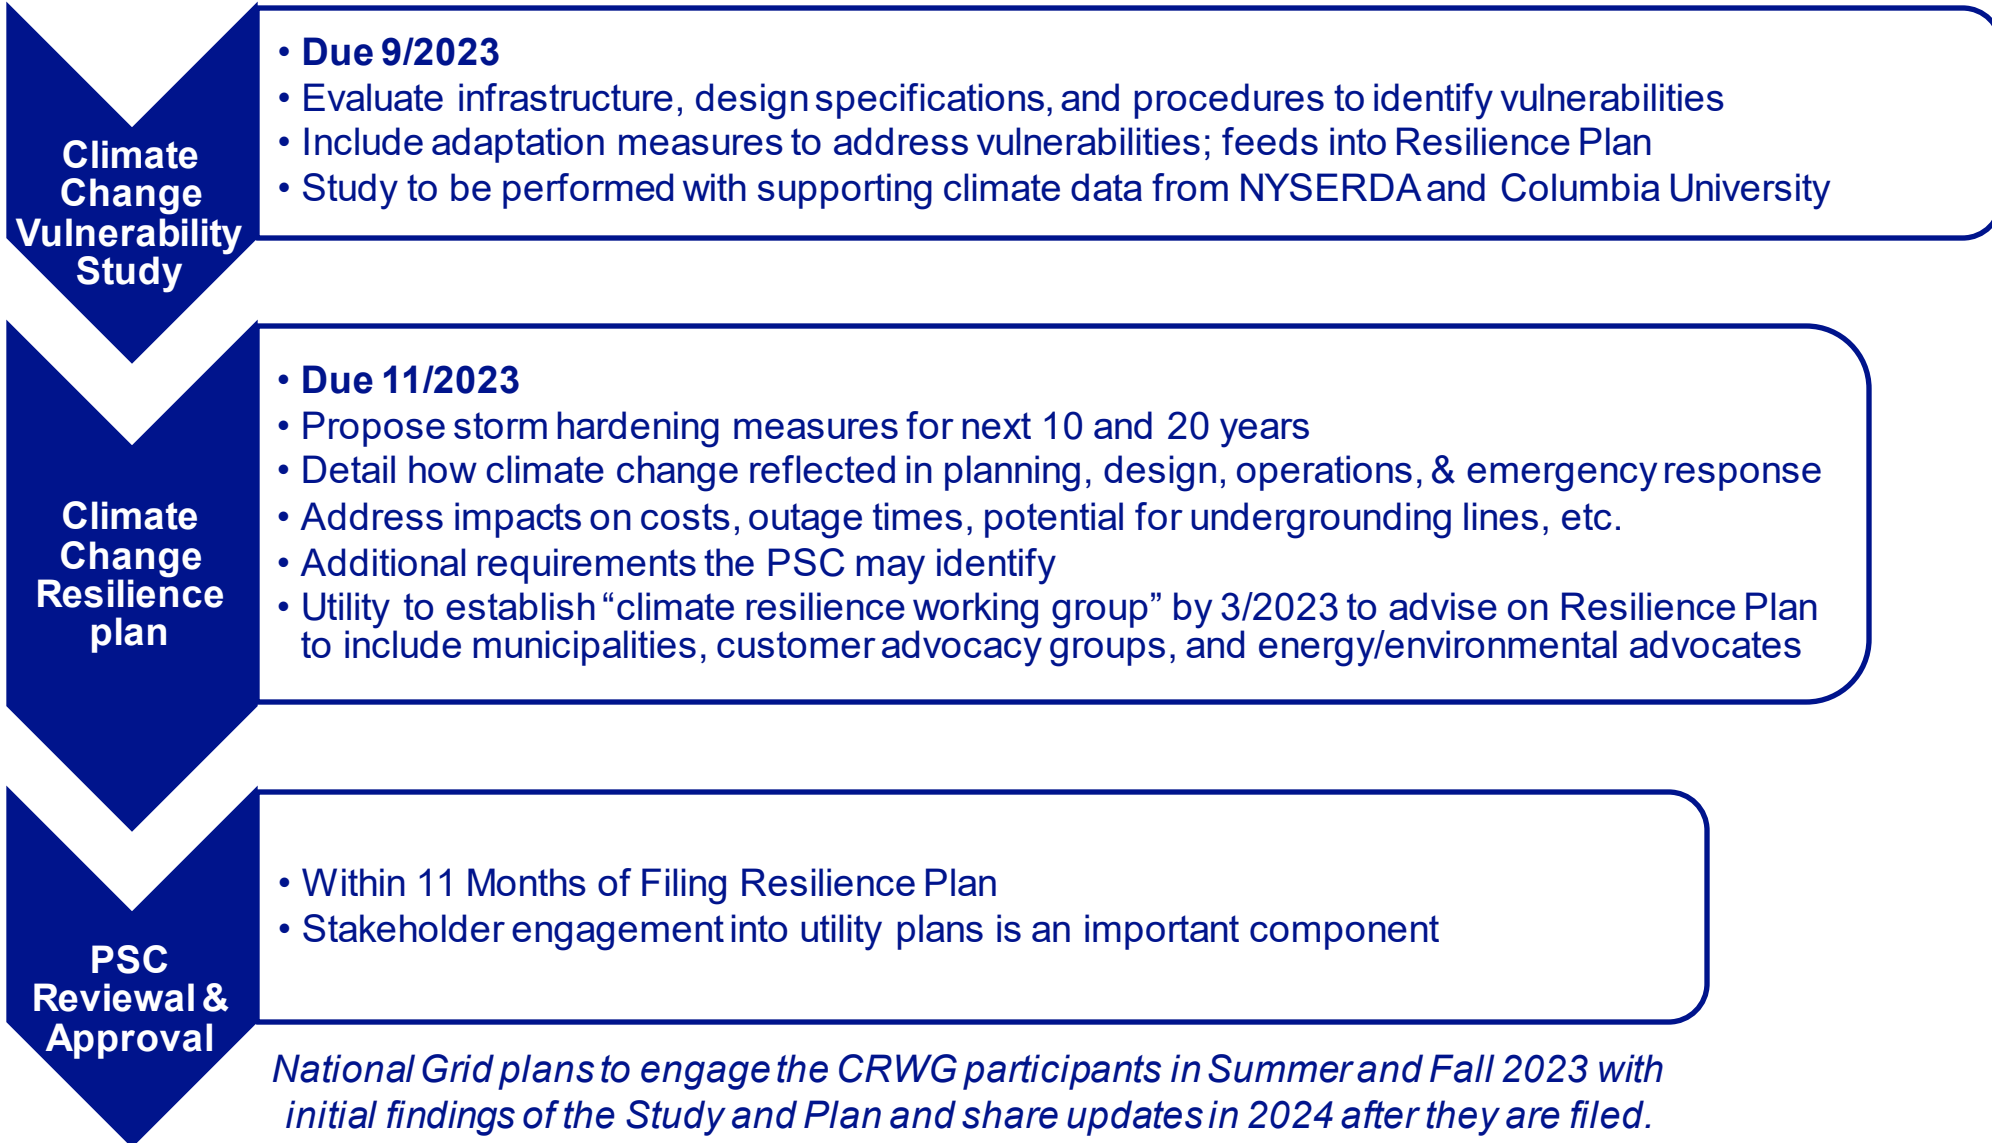 Climate
Change
Vulnerability
Study
• Due 9/2023
• Evaluate infrastructure, design specifications, and procedures to identify vulnerabilities
• Include adaptation measures to address vulnerabilities; feeds into Resilience Plan
• Study to be performed with supporting climate data from NYSERDA and Columbia University
Climate
Change
Resilience
plan
• Due 11/2023
• Propose storm hardening measures for next 10 and 20 years
• Detail how climate change reflected in planning, design, operations, & emergency response
• Address impacts on costs, outage times, potential for undergrounding lines, etc.
• Additional requirements the PSC may identify
• Utility to establish “climate resilience working group” by 3/2023 to advise on Resilience Plan
to include municipalities, customer advocacy groups, and energy/environmental advocates
PSC
Reviewal &
Approval
• Within 11 Months of Filing Resilience Plan
• Stakeholder engagement into utility plans is an important component
National Grid plans to engage the CRWG participants in Summer and Fall 2023 with
initial findings of the Study and Plan and share updates in 2024 after they are filed.